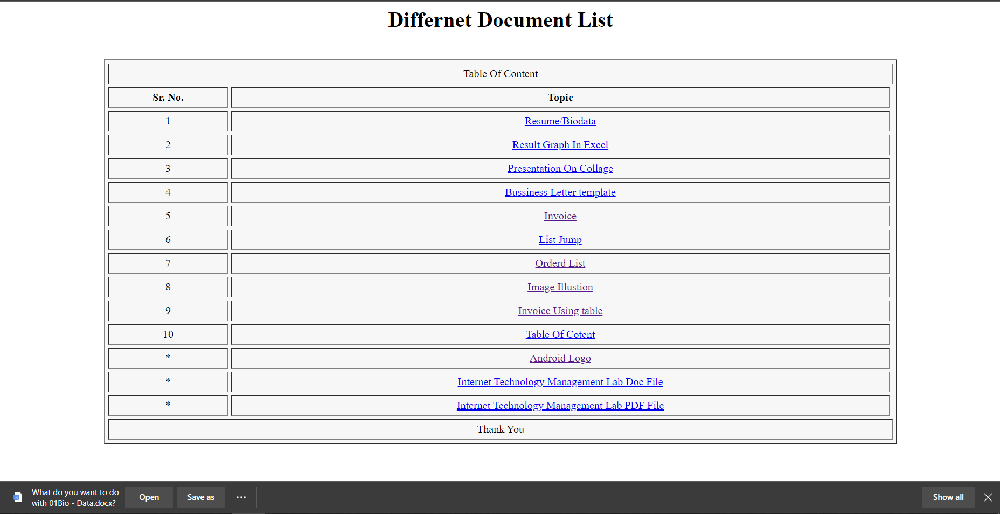 Differnet Document List
Table Of Content
Sr. No. Topic
1 Resume/Biodata
2 Result Graph In Excel
3 Presentation On Collage
4 Bussiness Letter template
5 Invoice
6 List Jump
7 Orderd List
8 Image Illustion
9 Invoice Using table
10 Table Of Cotent
* Android Logo
* Internet Technology Management Lab Doc File
* Internet Technology Management Lab PDF File
Thank You
What do you want to do
with 01Bio - Data.docx?
Open Save as ··· Show all